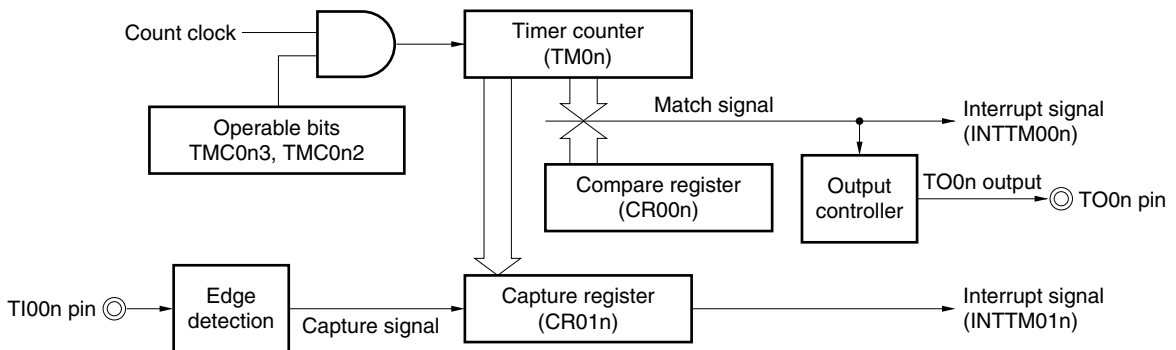 Count clock
Timer counter
(TM0n)
Operable bits
TMC0n3, TMC0n2
Match signal
Interrupt signal
(INTTM00n)
Compare register
(CR00n)
Output
controller
TO0n output
TO0n pin
TI00n pin
Edge
detection
Capture signal
Capture register
(CR01n)
Interrupt signal
(INTTM01n)